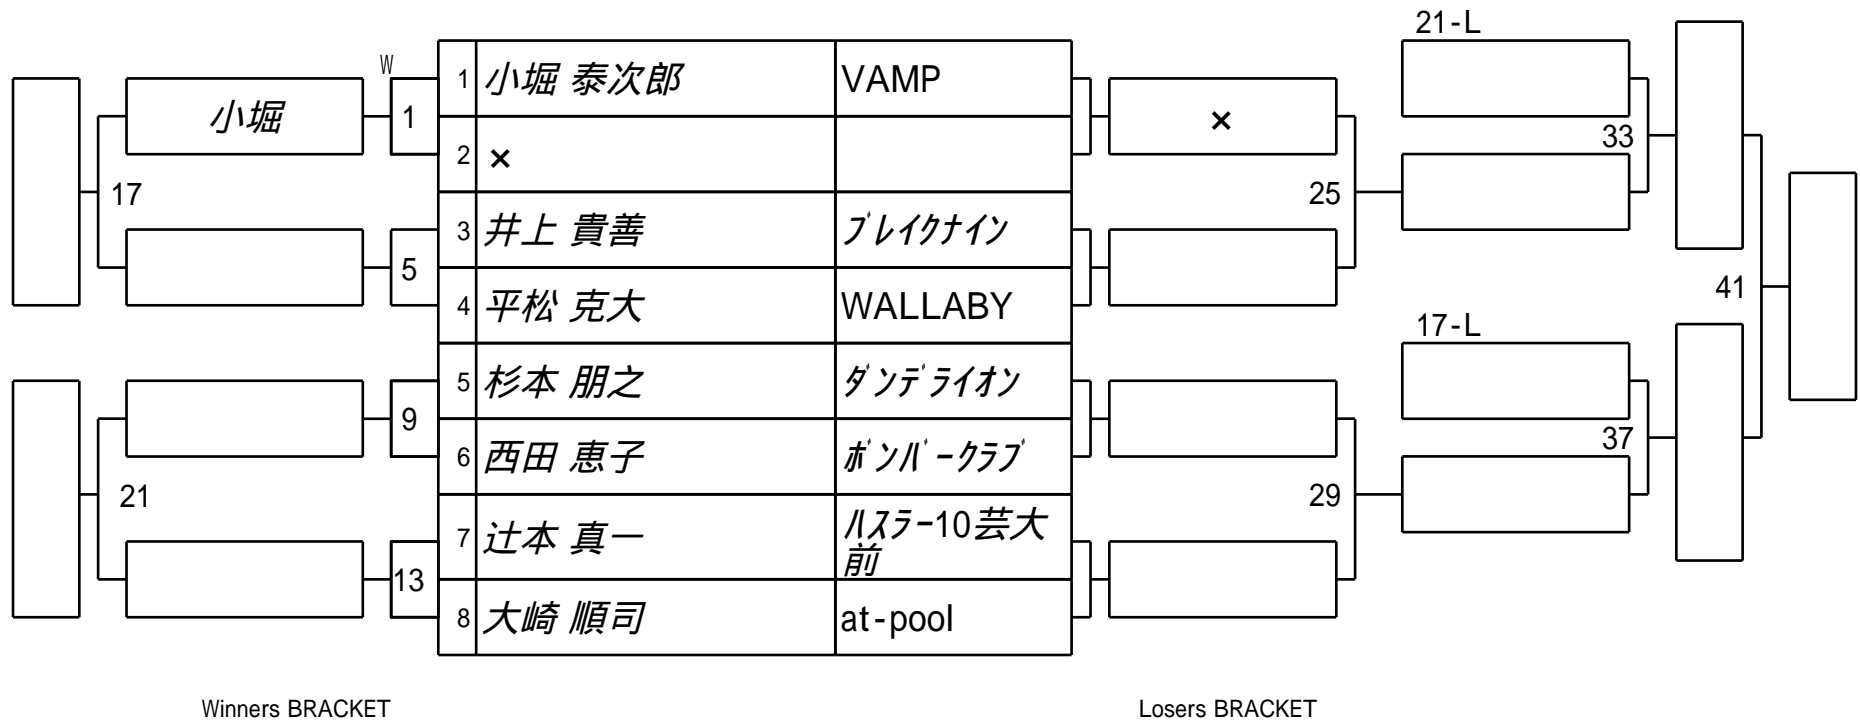 21-L
W
1 小堀 泰次郎 VAMP
小堀 1 × 33
2 ×
17 25
3 井上 貴善 ﾌﾞﾚｲｸﾅｲﾝ
5
4 平松 克大 WALLABY 41
17-L
5 杉本 朋之 ﾀﾞﾝﾃﾞﾗｲｵﾝ
9 37
6 西田 恵子 ﾎﾞﾝﾊﾞｰｸﾗﾌﾞ
21 29
7 辻本 真一 ﾊｽﾗｰ10芸大
前
13
8 大崎 順司 at-pool
Winners BRACKET Losers BRACKET